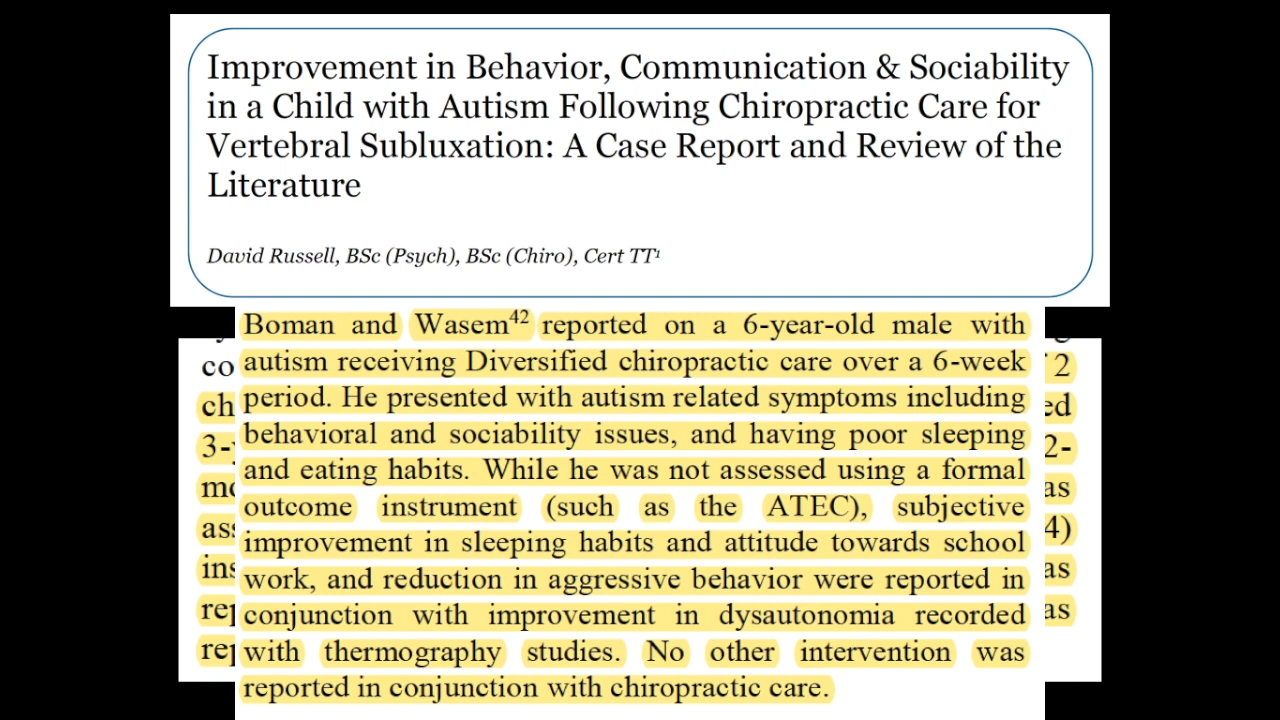 Improvement in Behavior, Communication & Sociability
in a Child with Autism Following Chiropractic Care for
Vertebral Subluxation: A Case Report and Review of the
Literature
David Russell, BSc (Psych), BSc (Chiro), Cert TT¹
Boman and Wasem⁴² reported on a 6-year-old male with
autism receiving Diversified chiropractic care over a 6-week
period. He presented with autism related symptoms including
behavioral and sociability issues, and having poor sleeping
and eating habits. While he was not assessed using a formal
outcome instrument (such as the ATEC), subjective
improvement in sleeping habits and attitude towards school
work, and reduction in aggressive behavior were reported in
conjunction with improvement in dysautonomia recorded
with thermography studies. No other intervention was
reported in conjunction with chiropractic care.